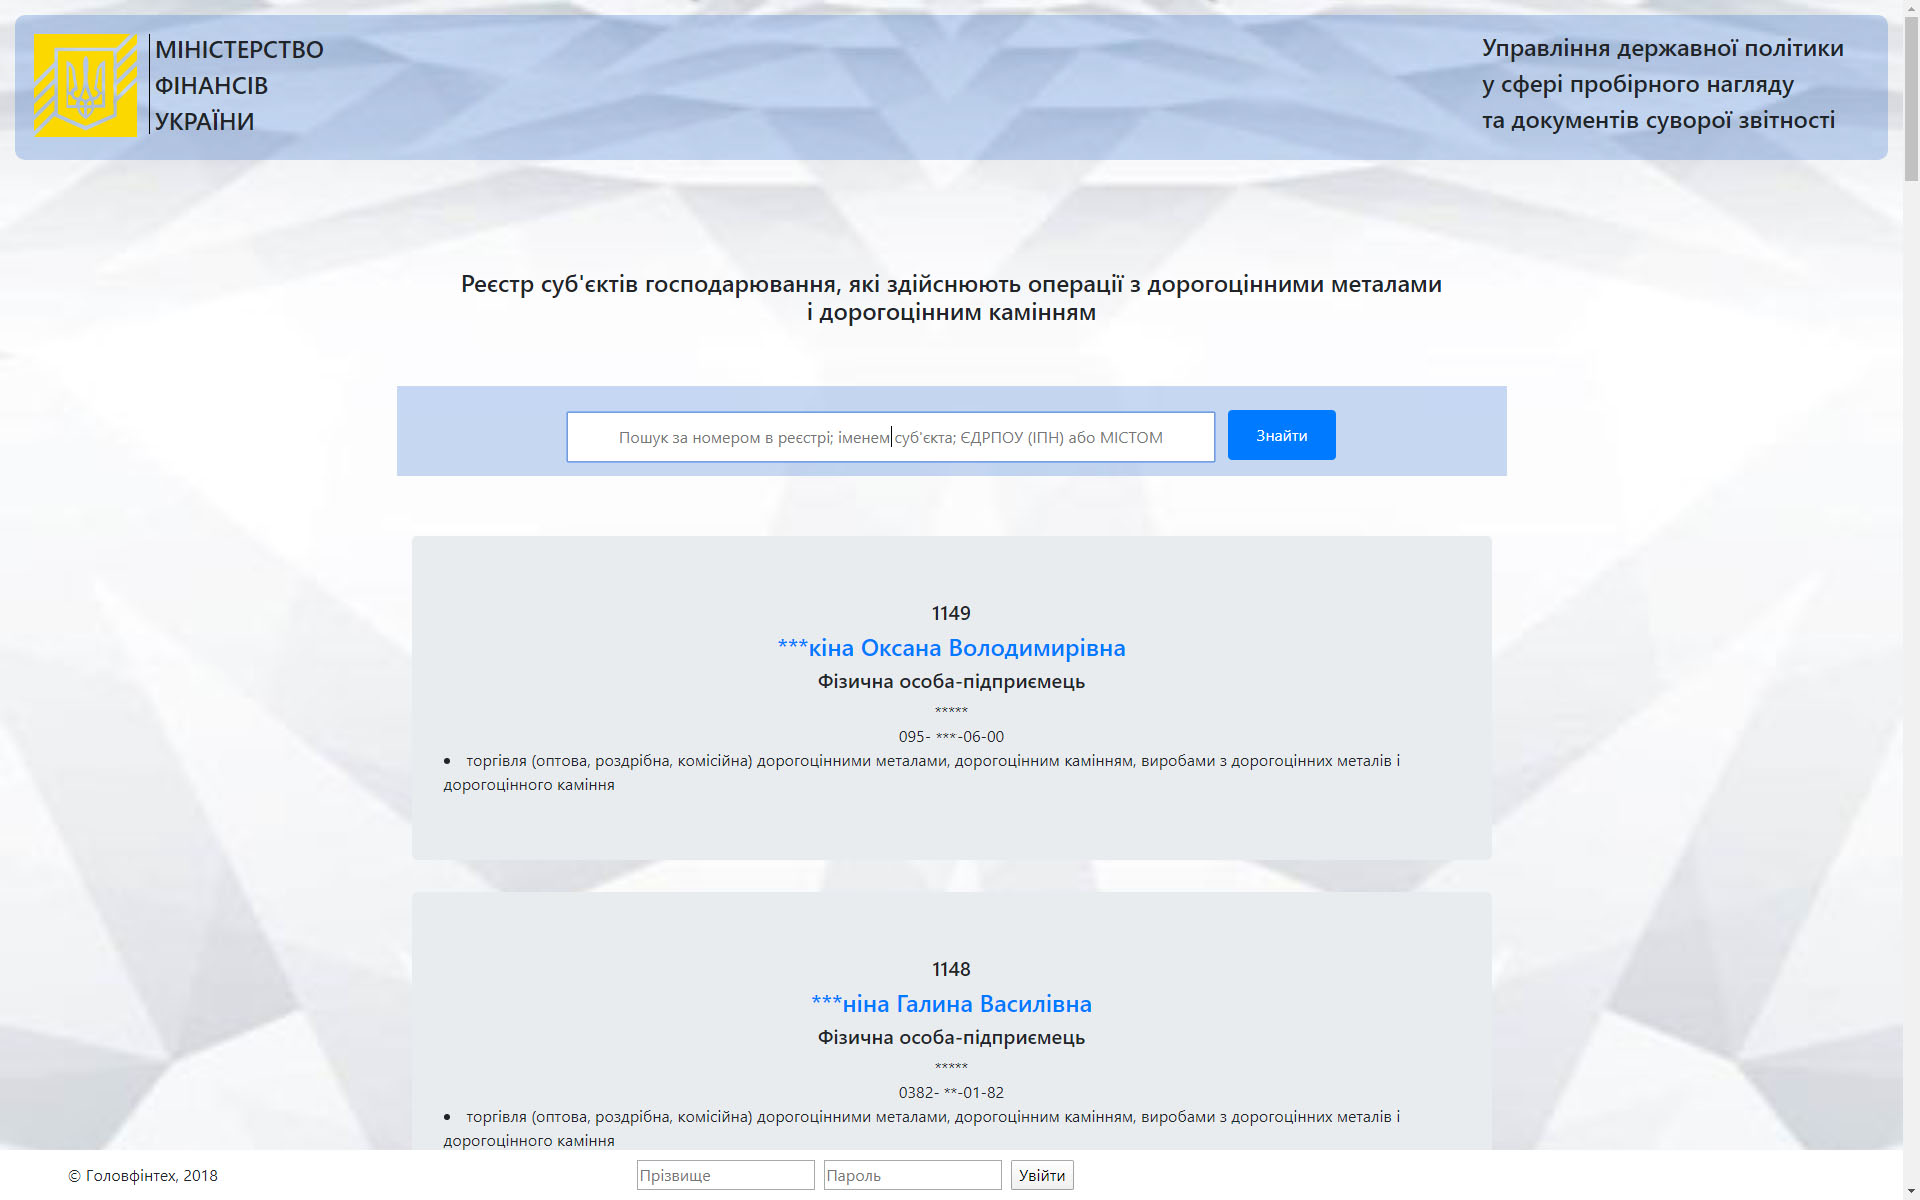 МІНІСТЕРСТВО
ФІНАНСІВ
УКРАЇНИ
Управління державної політики
у сфері пробірного нагляду
та документів суворої звітності
Реєстр суб'єктів господарювання, які здійснюють операції з дорогоцінними металами
і дорогоцінним камінням
Пошук за номером в реєстрі; іменем суб'єкта; ЄДРПОУ (ІПН) або МІСТОМ
Знайти
1149
***кіна Оксана Володимирівна
Фізична особа-підприємець
*****
095- ***-06-00
• торгівля (оптова, роздрібна, комісійна) дорогоцінними металами, дорогоцінним камінням, виробами з дорогоцінних металів і
дорогоцінного каміння
1148
***ніна Галина Василівна
Фізична особа-підприємець
*****
0382- **-01-82
• торгівля (оптова, роздрібна, комісійна) дорогоцінними металами, дорогоцінним камінням, виробами з дорогоцінних металів і
дорогоцінного каміння
© Головфінтех, 2018
Прізвище
Пароль
Увійти